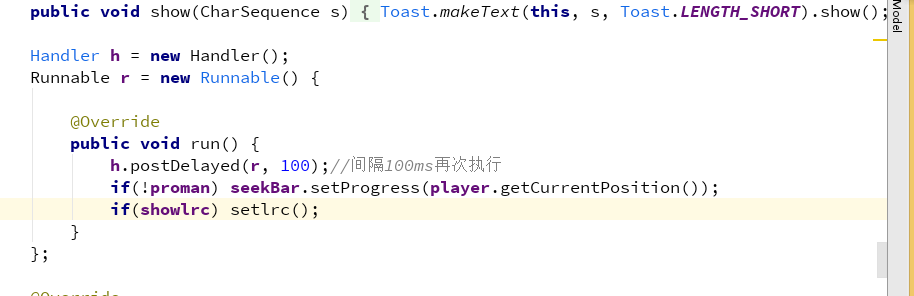 public void show(CharSequence s) { Toast.makeText(this, s, Toast.LENGTH_SHORT).show();
Handler h = new Handler();
Runnable r = new Runnable() {
@Override
public void run() {
h.postDelayed(r, 100);//间隔100ms再次执行
if(!proman) seekBar.setProgress(player.getCurrentPosition());
if(showlrc) setlrc();
}
};
@Override
Model